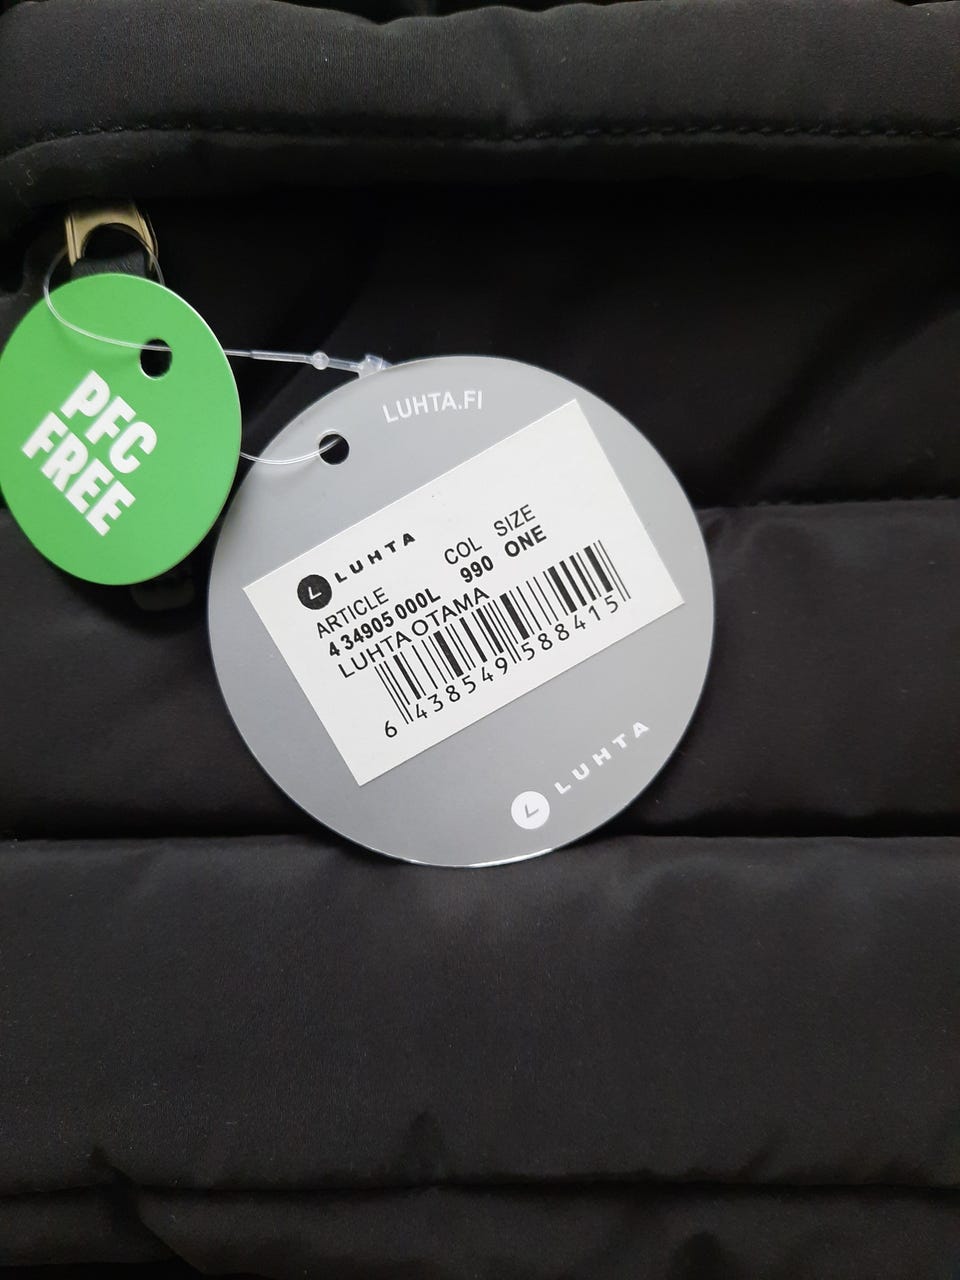 PFC
FREE
LUHTA.FI
L LUHTA
ARTICLE COL SIZE
4 34905 000L 990 ONE
LUHTA OTAMA
6 438549 588415
L LUHTA